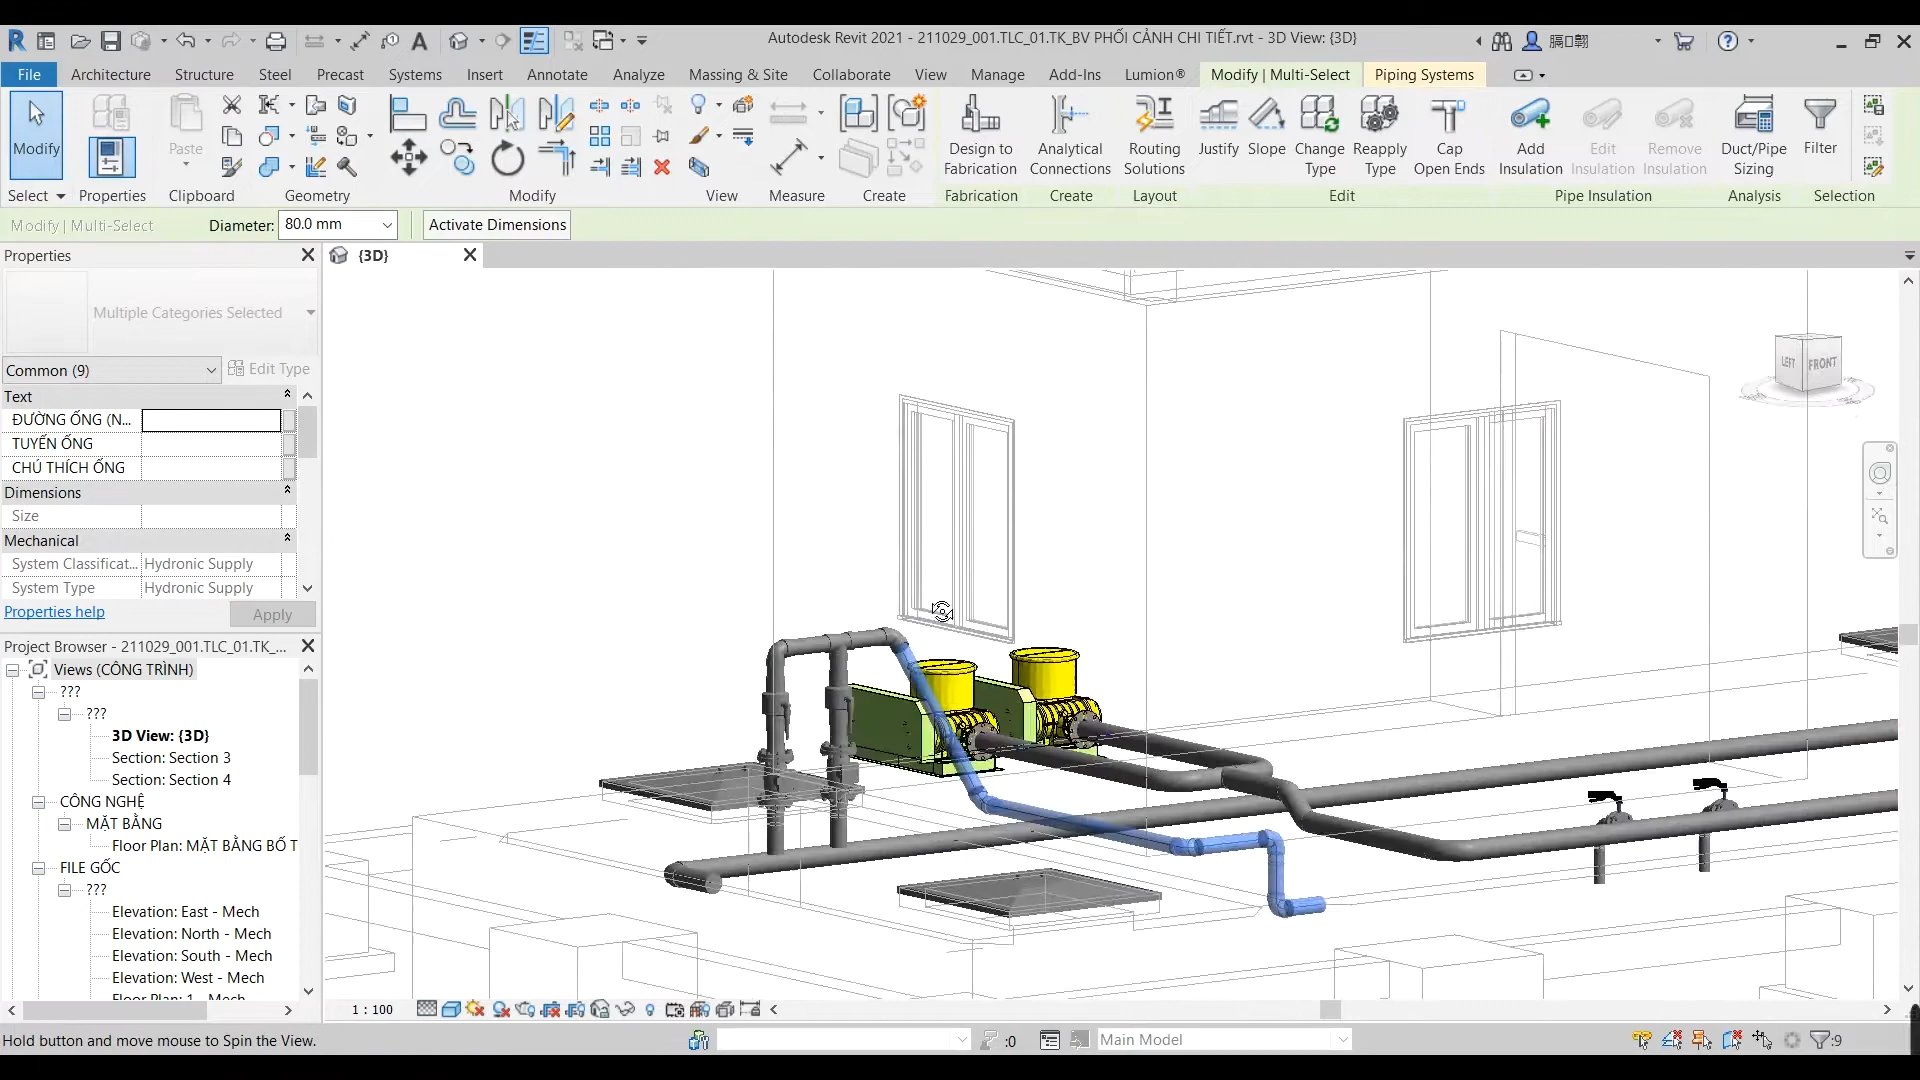 Autodesk Revit 2021 - 211029_001.TLC_01.TK_BV PHỐI CẢNH CHI TIẾT.rvt - 3D View: {3D}
File Architecture Structure Steel Precast Systems Insert Annotate Analyze Massing & Site Collaborate View Manage Add-Ins Lumion® Modify | Multi-Select Piping Systems
Modify
Paste
Design to Fabrication
Analytical Connections
Routing Solutions
Justify
Slope
Change Type
Reapply Type
Cap Open Ends
Add Insulation
Edit Insulation
Remove Insulation
Duct/Pipe Sizing
Filter
Select Properties Clipboard Geometry Modify View Measure Create Fabrication Create Layout Edit Pipe Insulation Analysis Selection
Modify | Multi-Select Diameter: 80.0 mm Activate Dimensions
Properties
{3D}
Multiple Categories Selected
Common (9) Edit Type
Text
ĐƯỜNG ỐNG (N...
TUYẾN ỐNG
CHÚ THÍCH ỐNG
Dimensions
Size
Mechanical
System Classificat... Hydronic Supply
System Type Hydronic Supply
Properties help Apply
Project Browser - 211029_001.TLC_01.TK_...
Views (CÔNG TRÌNH)
???
???
3D View: {3D}
Section: Section 3
Section: Section 4
CÔNG NGHỆ
MẶT BẰNG
Floor Plan: MẶT BẰNG BỐ T
FILE GỐC
???
Elevation: East - Mech
Elevation: North - Mech
Elevation: South - Mech
Elevation: West - Mech
Floor Plan: 1 - Mech
LEFT FRONT
1 : 100
Hold button and move mouse to Spin the View.
:0
Main Model
:9